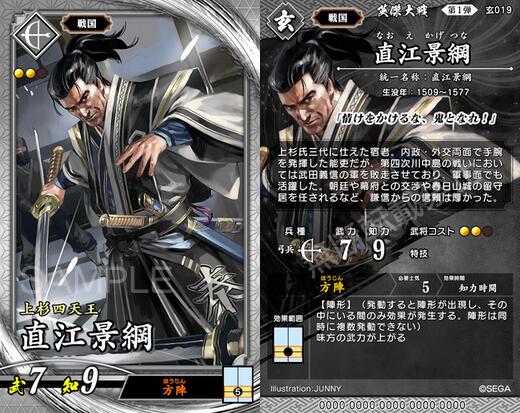 戦国
SAMPLE
上杉四天王
直江景綱
武7 知9
ほうじん
方陣
5
玄
戦国
英傑大戦
第1弾
玄019
なおえ かげつな
直江景綱
統一名称：直江景綱
生没年：1509～1577
「情けをかけるな、鬼となれ！」
上杉氏三代に仕えた宿老。内政・外交両面で手腕
を発揮した能吏だが、第四次川中島の戦いにおい
ては武田義信の軍を敗走させており、軍事面でも
活躍した。朝廷や幕府との交渉や春日山城の留守
居を任されるなど、謙信からの信頼は厚かった。
兵種 武力 知力 武将コスト
弓兵 7 9 特技
ほうじん 必要士気 効果時間
方陣 5 知力時間
効果範囲
【陣形】（発動すると陣形が出現し、その
中にいる間のみ効果が発生する。陣形は同
時に複数発動できない）
味方の武力が上がる
Illustration:JUNNY ©SEGA
0000-0000-0000-0000-0000